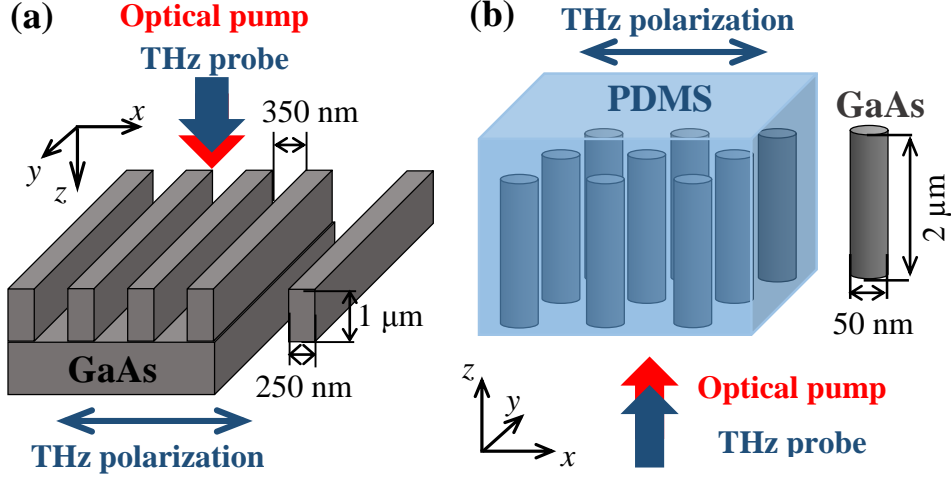 (a)
Optical pump
THz probe
350 nm
x
y
z
1 μm
GaAs
250 nm
THz polarization
(b)
THz polarization
PDMS
GaAs
2 μm
50 nm
z
y
x
Optical pump
THz probe